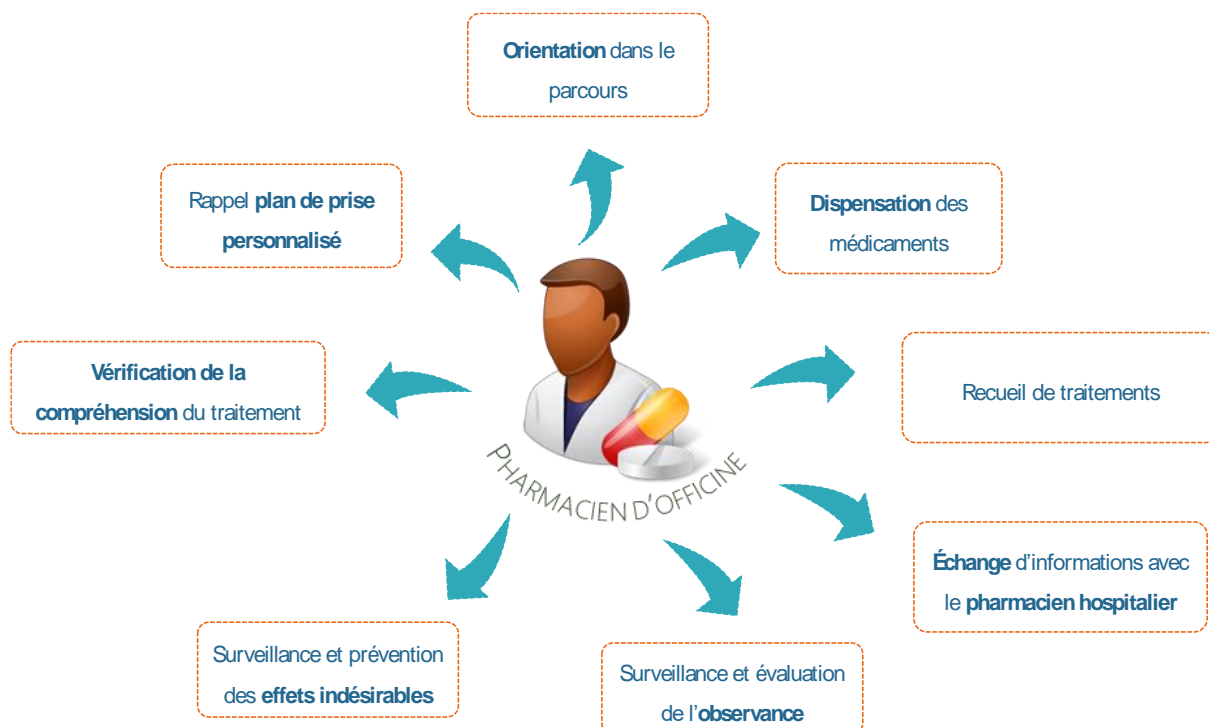 Orientation dans le
parcours
Rappel plan de prise
personnalisé
Dispensation des
médicaments
Vérification de la
compréhension du traitement
Recueil de traitements
PHARMACIEN D'OFFICINE
Échange d'informations avec
le pharmacien hospitalier
Surveillance et prévention
des effets indésirables
Surveillance et évaluation
de l'observance